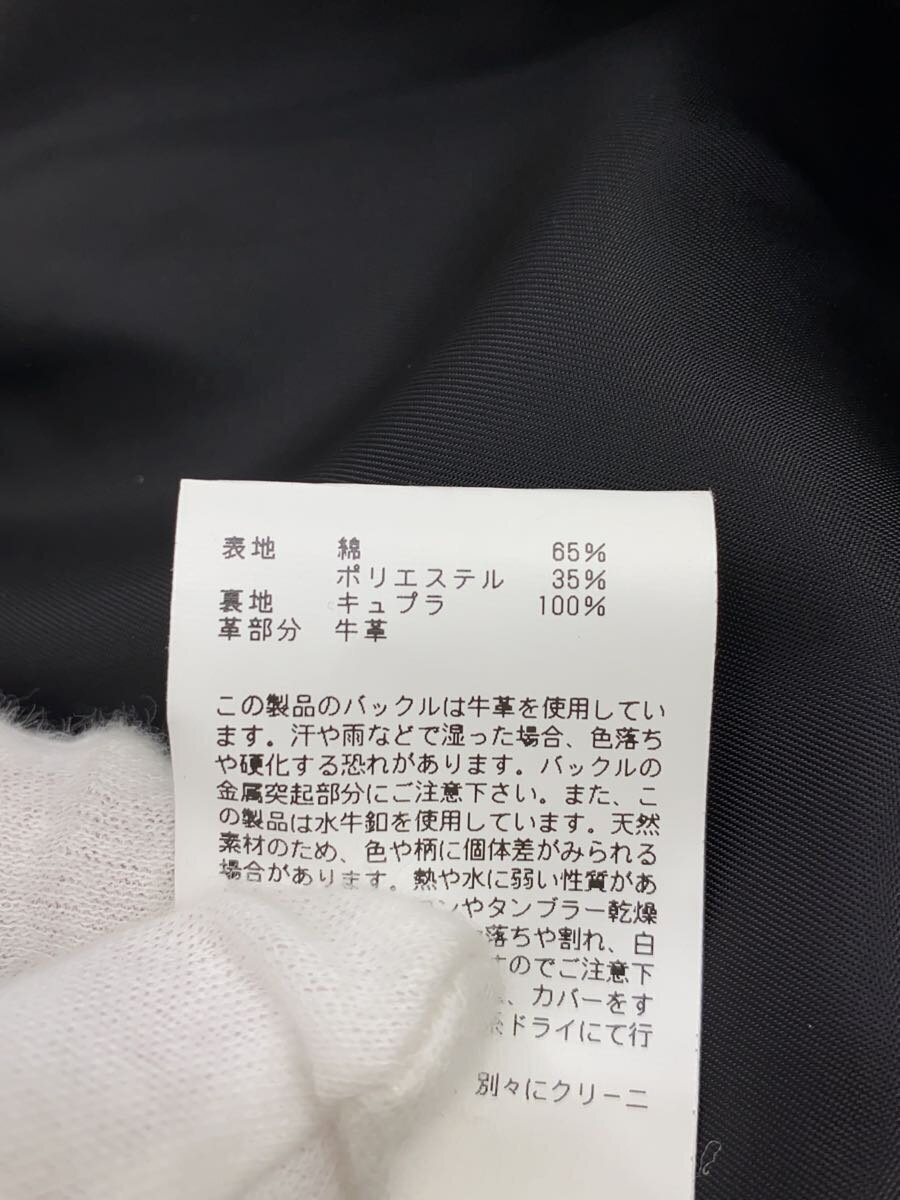 表地 綿 65%
ポリエステル 35%
裏地 キュプラ 100%
革部分 牛革
この製品のバックルは牛革を使用してい
ます。汗や雨などで湿った場合、色落ち
や硬化する恐れがあります。バックルの
金属突起部分にご注意下さい。また、こ
の製品は水牛釦を使用しています。天然
素材のため、色や柄に個体差がみられる
場合があります。熱や水に弱い性質があ
ンやタンブラー乾燥
落ちや割れ、白
すのでご注意下
、カバーをす
ドライにて行
別々にクリーニ